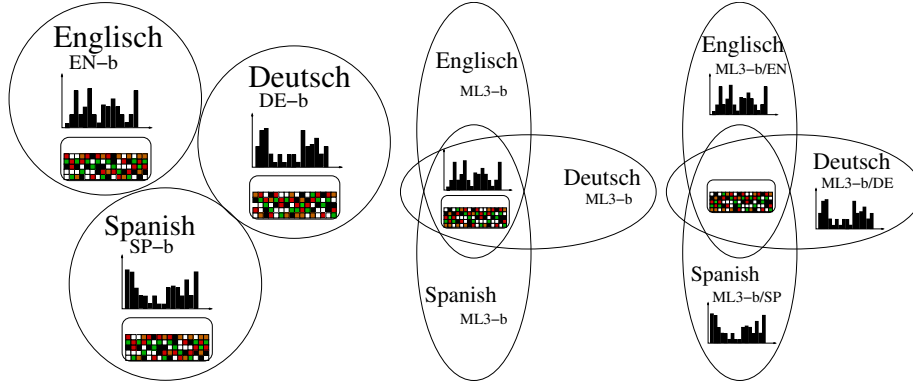 Englisch
EN-b
Deutsch
DE-b
Spanish
SP-b
Englisch
ML3-b
Deutsch
ML3-b
Spanish
ML3-b
Englisch
ML3-b/EN
Deutsch
ML3-b/DE
Spanish
ML3-b/SP